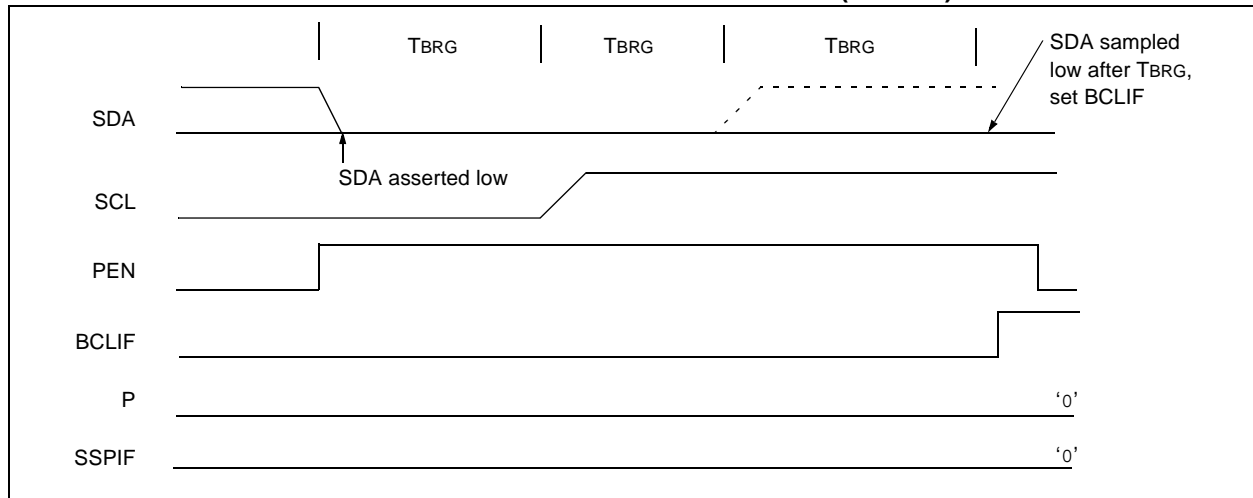 TBRG TBRG TBRG
SDA sampled
low after TBRG,
set BCLIF
SDA
SDA asserted low
SCL
PEN
BCLIF
P
‘0’
SSPIF
‘0’